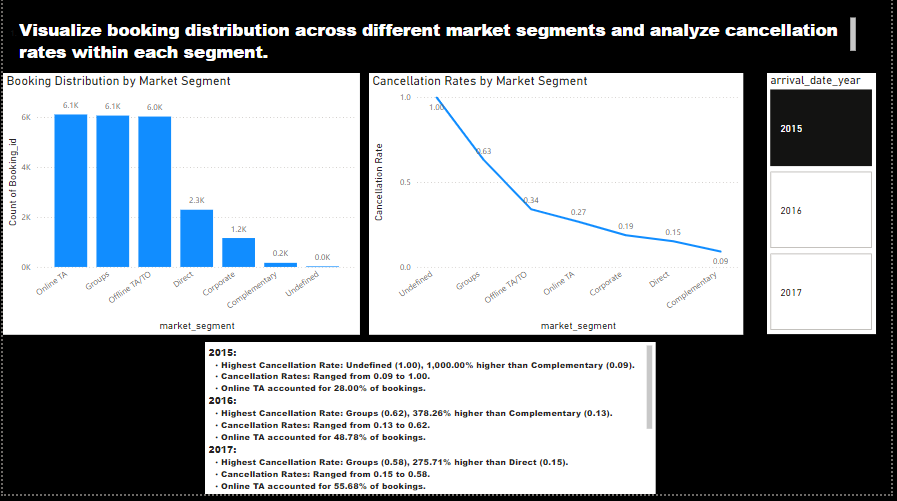 Visualize booking distribution across different market segments and analyze cancellation
rates within each segment.
Booking Distribution by Market Segment
Count of Booking_id
6K
4K
2K
0K
6.1K
6.1K
6.0K
2.3K
1.2K
0.2K
0.0K
Online TA
Groups
Offline TA/TO
Direct
Corporate
Complementary
Undefined
market_segment
Cancellation Rates by Market Segment
Cancellation Rate
1.0
0.5
0.0
1.00
0.63
0.34
0.27
0.19
0.15
0.09
Undefined
Groups
Offline TA/TO
Online TA
Corporate
Direct
Complementary
market_segment
arrival_date_year
2015
2016
2017
2015:
· Highest Cancellation Rate: Undefined (1.00), 1,000.00% higher than Complementary (0.09).
· Cancellation Rates: Ranged from 0.09 to 1.00.
· Online TA accounted for 28.00% of bookings.
2016:
· Highest Cancellation Rate: Groups (0.62), 378.26% higher than Complementary (0.13).
· Cancellation Rates: Ranged from 0.13 to 0.62.
· Online TA accounted for 48.78% of bookings.
2017:
· Highest Cancellation Rate: Groups (0.58), 275.71% higher than Direct (0.15).
· Cancellation Rates: Ranged from 0.15 to 0.58.
· Online TA accounted for 55.68% of bookings.